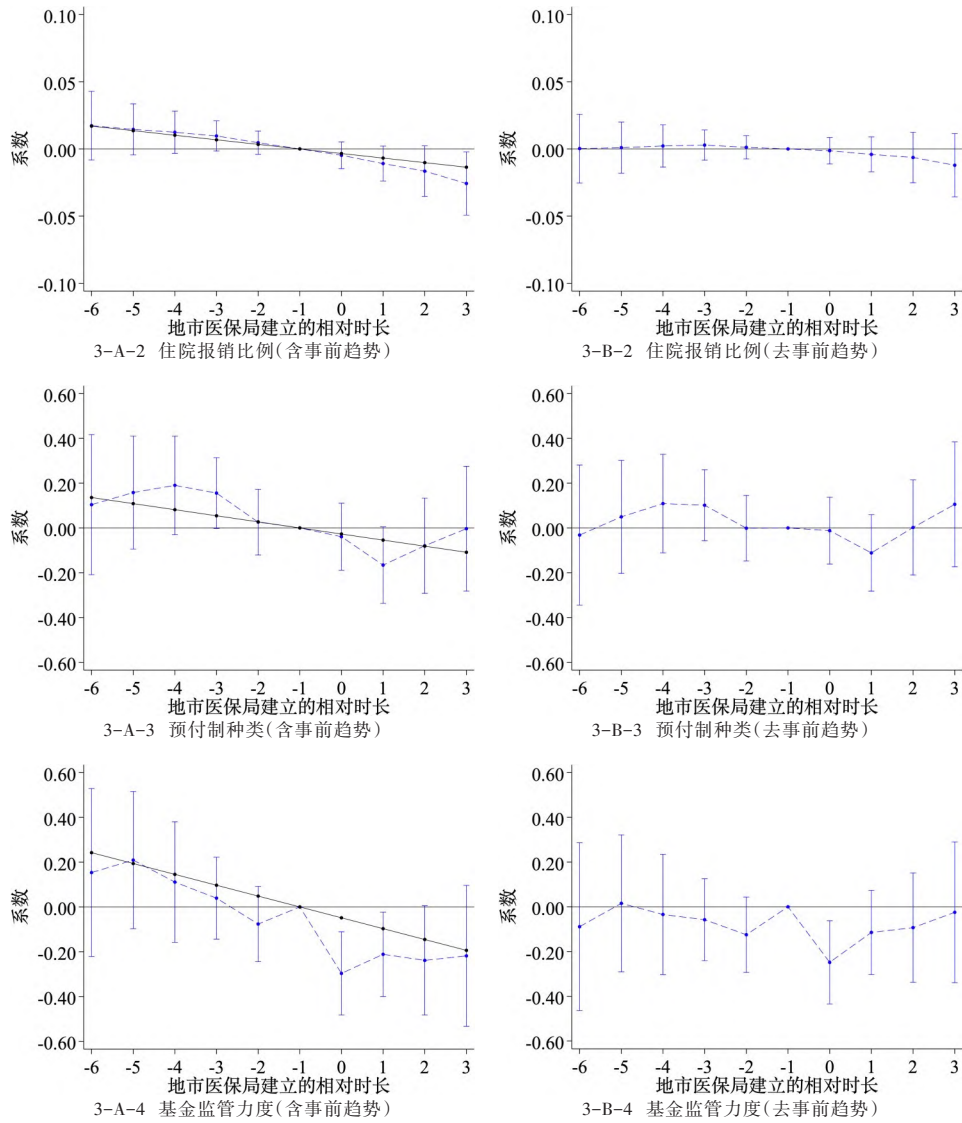 0.10
0.05
0.00
-0.05
-0.10
系数
-6 -5 -4 -3 -2 -1 0 1 2 3
地市医保局建立的相对时长
3-A-2 住院报销比例(含事前趋势)
0.10
0.05
0.00
-0.05
-0.10
系数
-6 -5 -4 -3 -2 -1 0 1 2 3
地市医保局建立的相对时长
3-B-2 住院报销比例(去事前趋势)
0.60
0.40
0.20
0.00
-0.20
-0.40
-0.60
系数
-6 -5 -4 -3 -2 -1 0 1 2 3
地市医保局建立的相对时长
3-A-3 预付制种类(含事前趋势)
0.60
0.40
0.20
0.00
-0.20
-0.40
-0.60
系数
-6 -5 -4 -3 -2 -1 0 1 2 3
地市医保局建立的相对时长
3-B-3 预付制种类(去事前趋势)
0.60
0.40
0.20
0.00
-0.20
-0.40
-0.60
系数
-6 -5 -4 -3 -2 -1 0 1 2 3
地市医保局建立的相对时长
3-A-4 基金监管力度(含事前趋势)
0.60
0.40
0.20
0.00
-0.20
-0.40
-0.60
系数
-6 -5 -4 -3 -2 -1 0 1 2 3
地市医保局建立的相对时长
3-B-4 基金监管力度(去事前趋势)